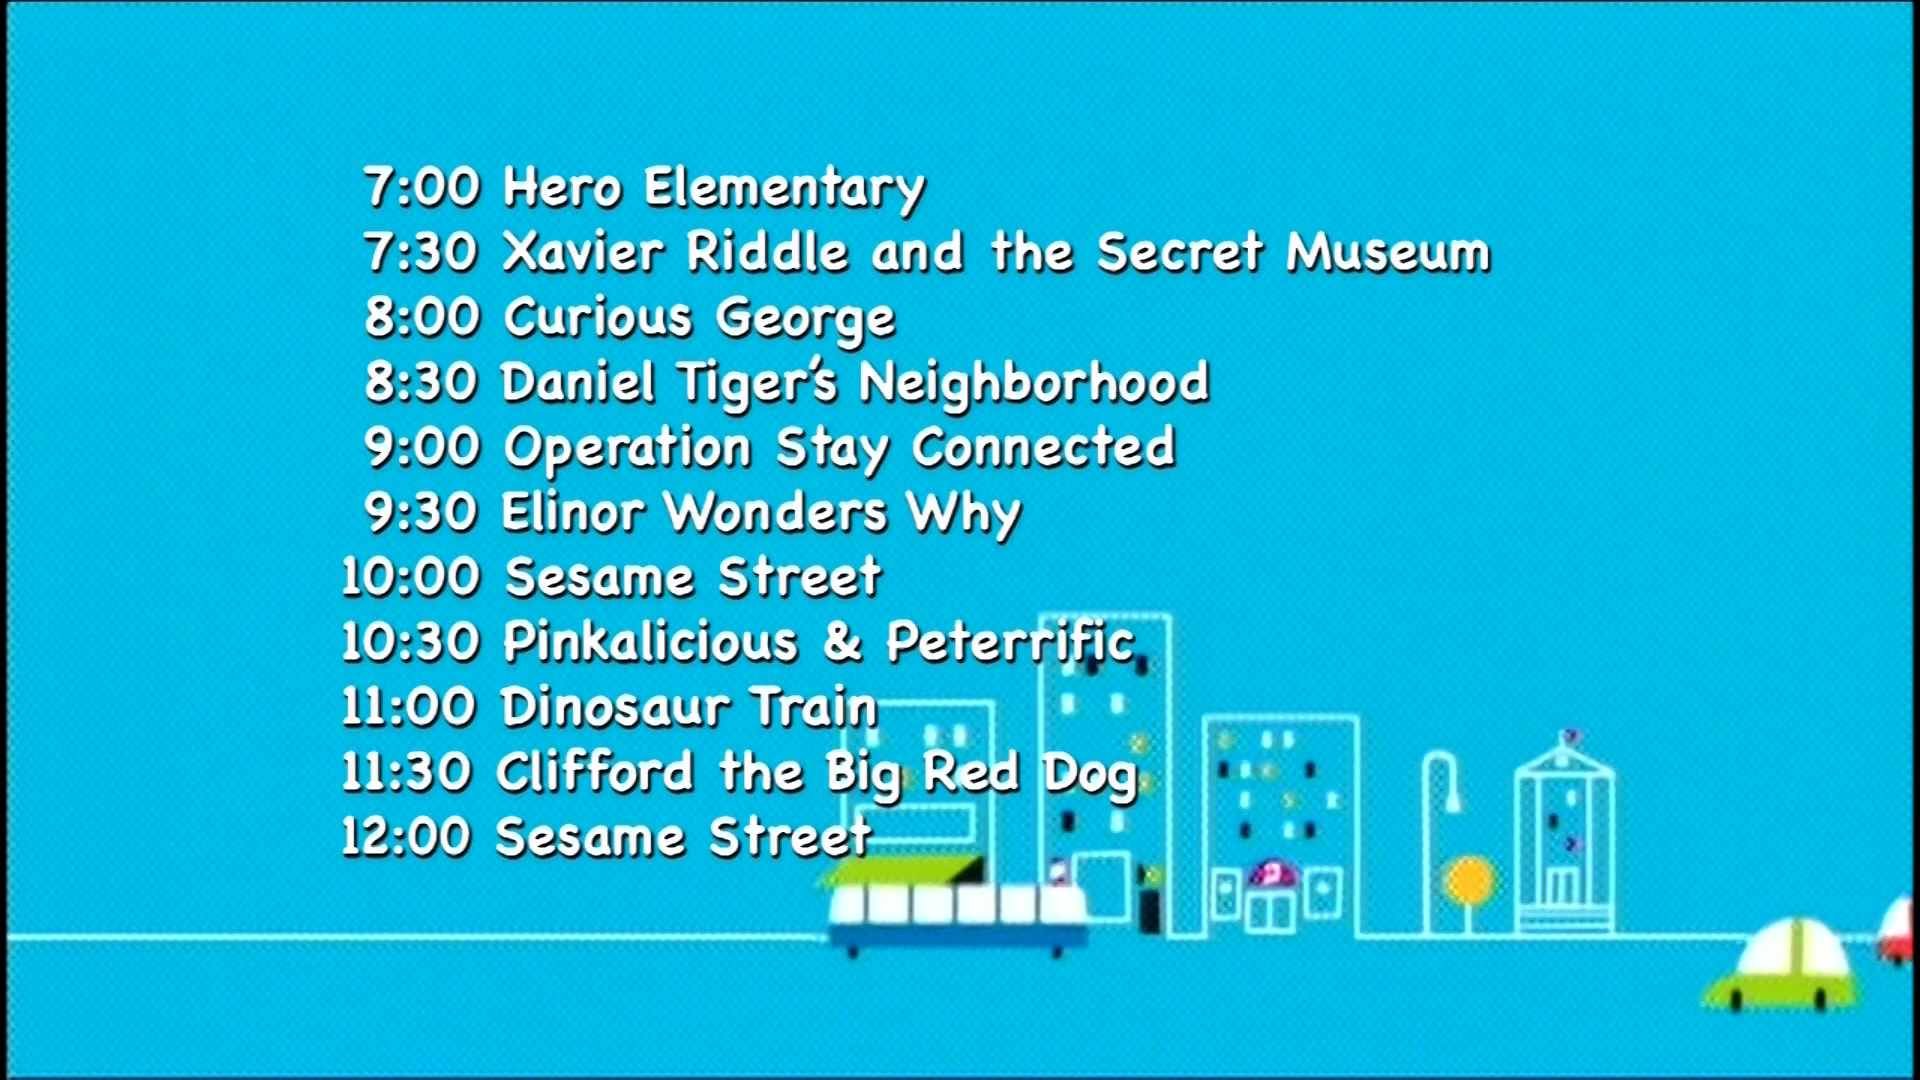 7:00 Hero Elementary
7:30 Xavier Riddle and the Secret Museum
8:00 Curious George
8:30 Daniel Tiger's Neighborhood
9:00 Operation Stay Connected
9:30 Elinor Wonders Why
10:00 Sesame Street
10:30 Pinkalicious & Peterrific
11:00 Dinosaur Train
11:30 Clifford the Big Red Dog
12:00 Sesame Street